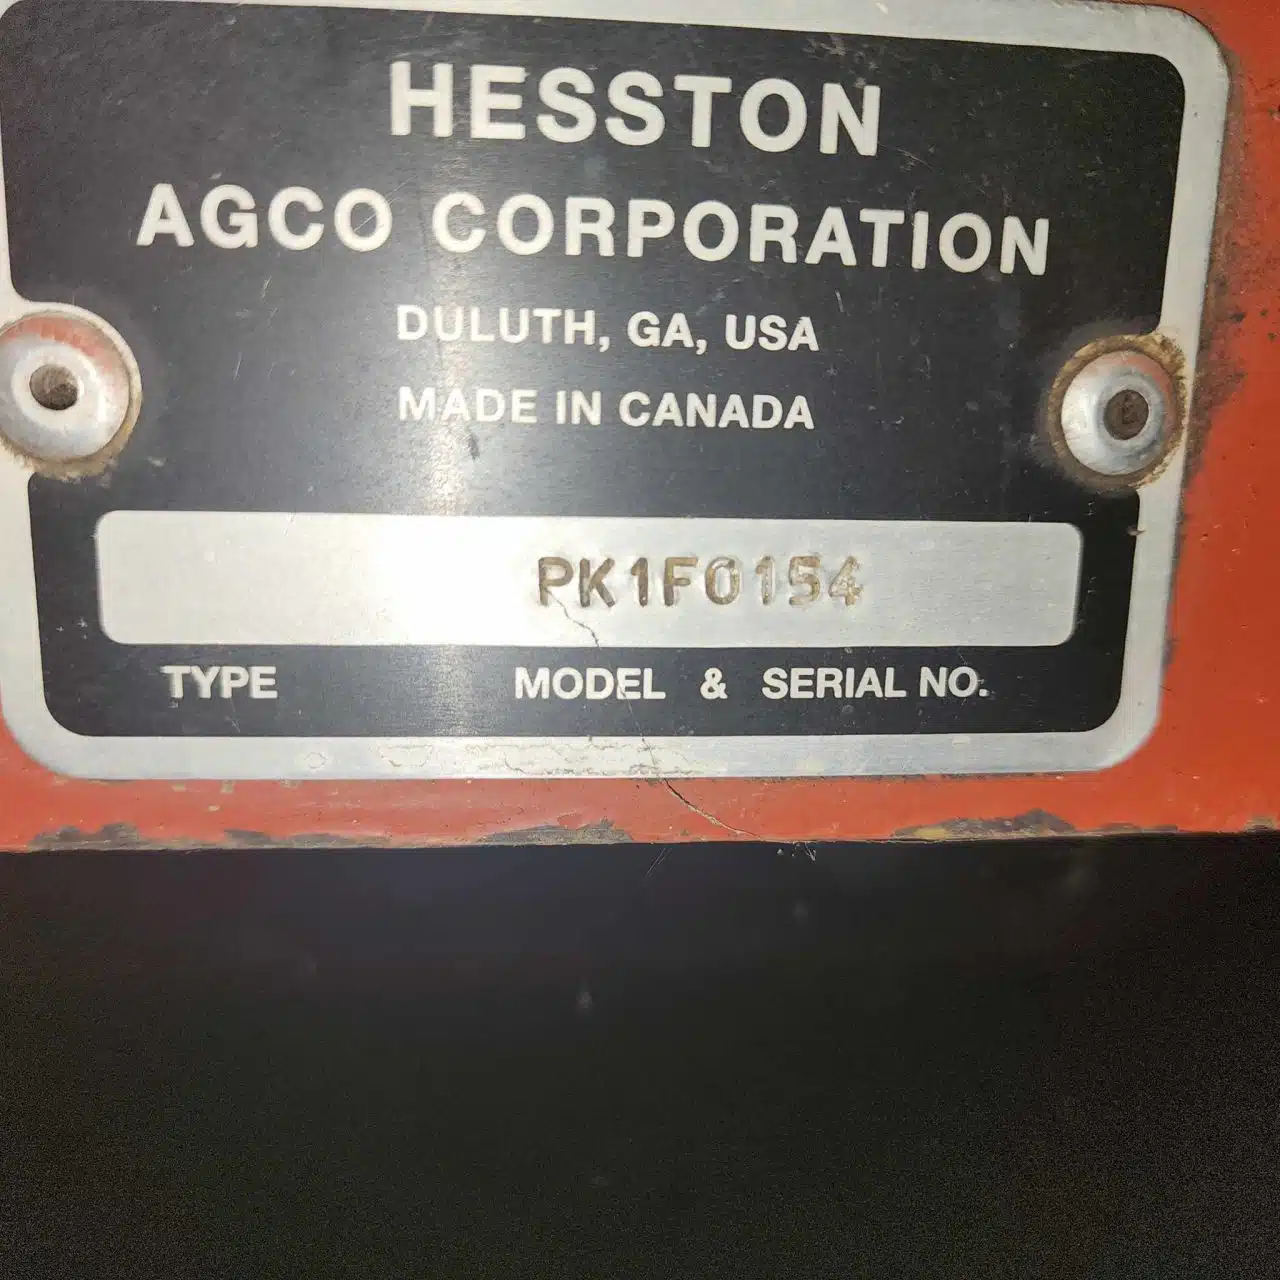 HESSTON
AGCO CORPORATION
DULUTH, GA, USA
MADE IN CANADA
PK1F0154
TYPE MODEL & SERIAL NO.